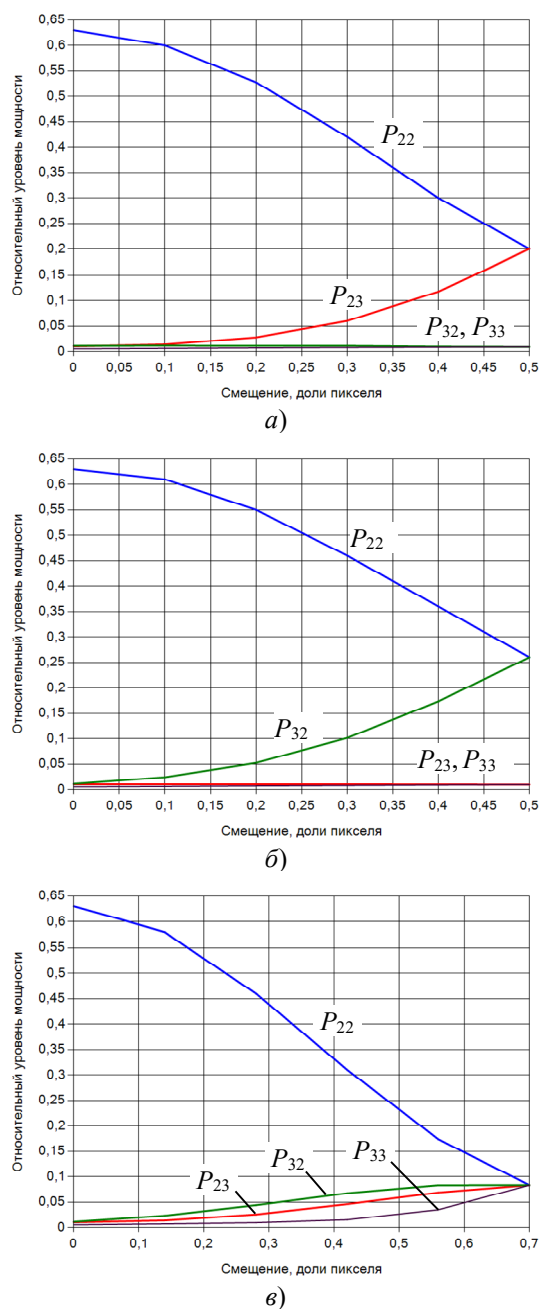 0,65
0,6
0,55
0,5
0,45
0,4
0,35
0,3
0,25
0,2
0,15
0,1
0,05
0
Относительный уровень мощности
P22
P23
P32, P33
0 0,05 0,1 0,15 0,2 0,25 0,3 0,35 0,4 0,45 0,5
Смещение, доли пикселя
а)
0,65
0,6
0,55
0,5
0,45
0,4
0,35
0,3
0,25
0,2
0,15
0,1
0,05
0
Относительный уровень мощности
P22
P32
P23, P33
0 0,05 0,1 0,15 0,2 0,25 0,3 0,35 0,4 0,45 0,5
Смещение, доли пикселя
б)
0,65
0,6
0,55
0,5
0,45
0,4
0,35
0,3
0,25
0,2
0,15
0,1
0,05
0
Относительный уровень мощности
P22
P23
P32
P33
0 0,1 0,2 0,3 0,4 0,5 0,6 0,7
Смещение, доли пикселя
в)